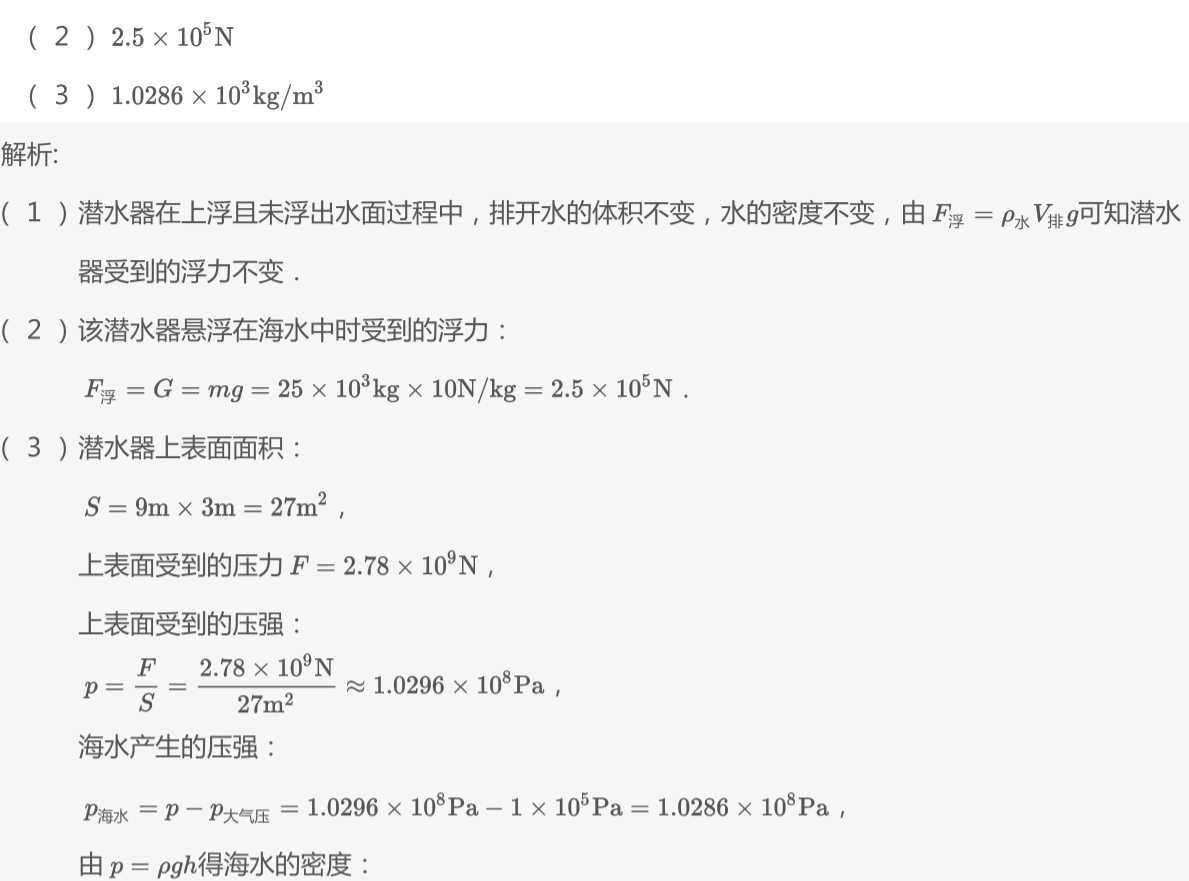 （2）2.5 × 10⁵N
（3）1.0286 × 10³kg/m³
解析:
（1）潜水器在上浮且未浮出水面过程中，排开水的体积不变，水的密度不变，由 F浮 = ρ水V排g可知潜水
器受到的浮力不变．
（2）该潜水器悬浮在海水中时受到的浮力：
F浮 = G = mg = 25 × 10³kg × 10N/kg = 2.5 × 10⁵N．
（3）潜水器上表面面积：
S = 9m × 3m = 27m²，
上表面受到的压力 F = 2.78 × 10⁹N，
上表面受到的压强：
p = F/S = 2.78 × 10⁹N/27m² ≈ 1.0296 × 10⁸Pa，
海水产生的压强：
p海水 = p − p大气压 = 1.0296 × 10⁸Pa − 1 × 10⁵Pa = 1.0286 × 10⁸Pa，
由 p = ρgh得海水的密度：